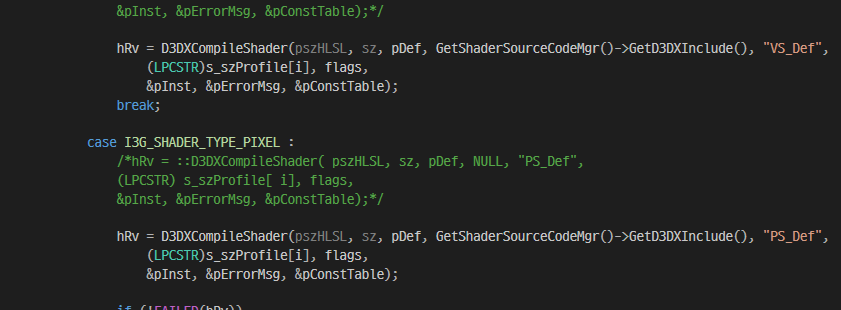 &pInst, &pErrorMsg, &pConstTable);*/
hRv = D3DXCompileShader(pszHLSL, sz, pDef, GetShaderSourceCodeMgr()->GetD3DXInclude(), "VS_Def",
(LPCSTR)s_szProfile[i], flags,
&pInst, &pErrorMsg, &pConstTable);
break;
case I3G_SHADER_TYPE_PIXEL :
/*hRv = ::D3DXCompileShader( pszHLSL, sz, pDef, NULL, "PS_Def",
(LPCSTR) s_szProfile[ i], flags,
&pInst, &pErrorMsg, &pConstTable);*/
hRv = D3DXCompileShader(pszHLSL, sz, pDef, GetShaderSourceCodeMgr()->GetD3DXInclude(), "PS_Def",
(LPCSTR)s_szProfile[i], flags,
&pInst, &pErrorMsg, &pConstTable);
if (!FAILED(hRv))